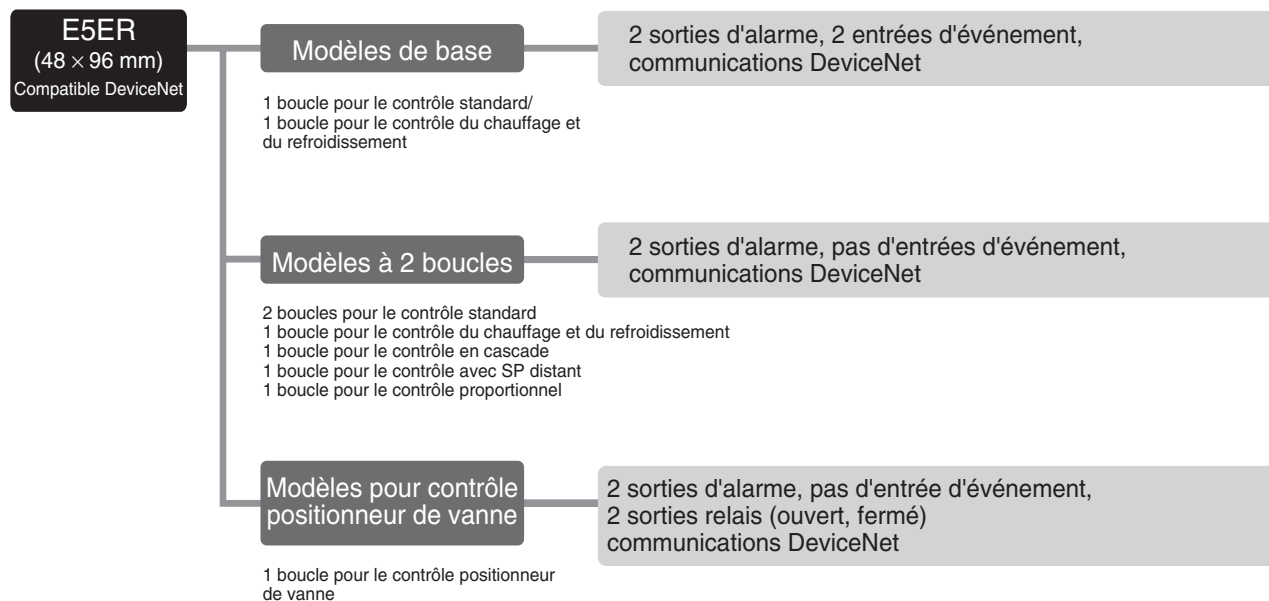 E5ER
(48 × 96 mm)
Compatible DeviceNet
Modèles de base
2 sorties d'alarme, 2 entrées d'événement,
communications DeviceNet
1 boucle pour le contrôle standard/
1 boucle pour le contrôle du chauffage et
du refroidissement
Modèles à 2 boucles
2 sorties d'alarme, pas d'entrées d'événement,
communications DeviceNet
2 boucles pour le contrôle standard
1 boucle pour le contrôle du chauffage et du refroidissement
1 boucle pour le contrôle en cascade
1 boucle pour le contrôle avec SP distant
1 boucle pour le contrôle proportionnel
Modèles pour contrôle
positionneur de vanne
2 sorties d'alarme, pas d'entrée d'événement,
2 sorties relais (ouvert, fermé)
communications DeviceNet
1 boucle pour le contrôle positionneur
de vanne